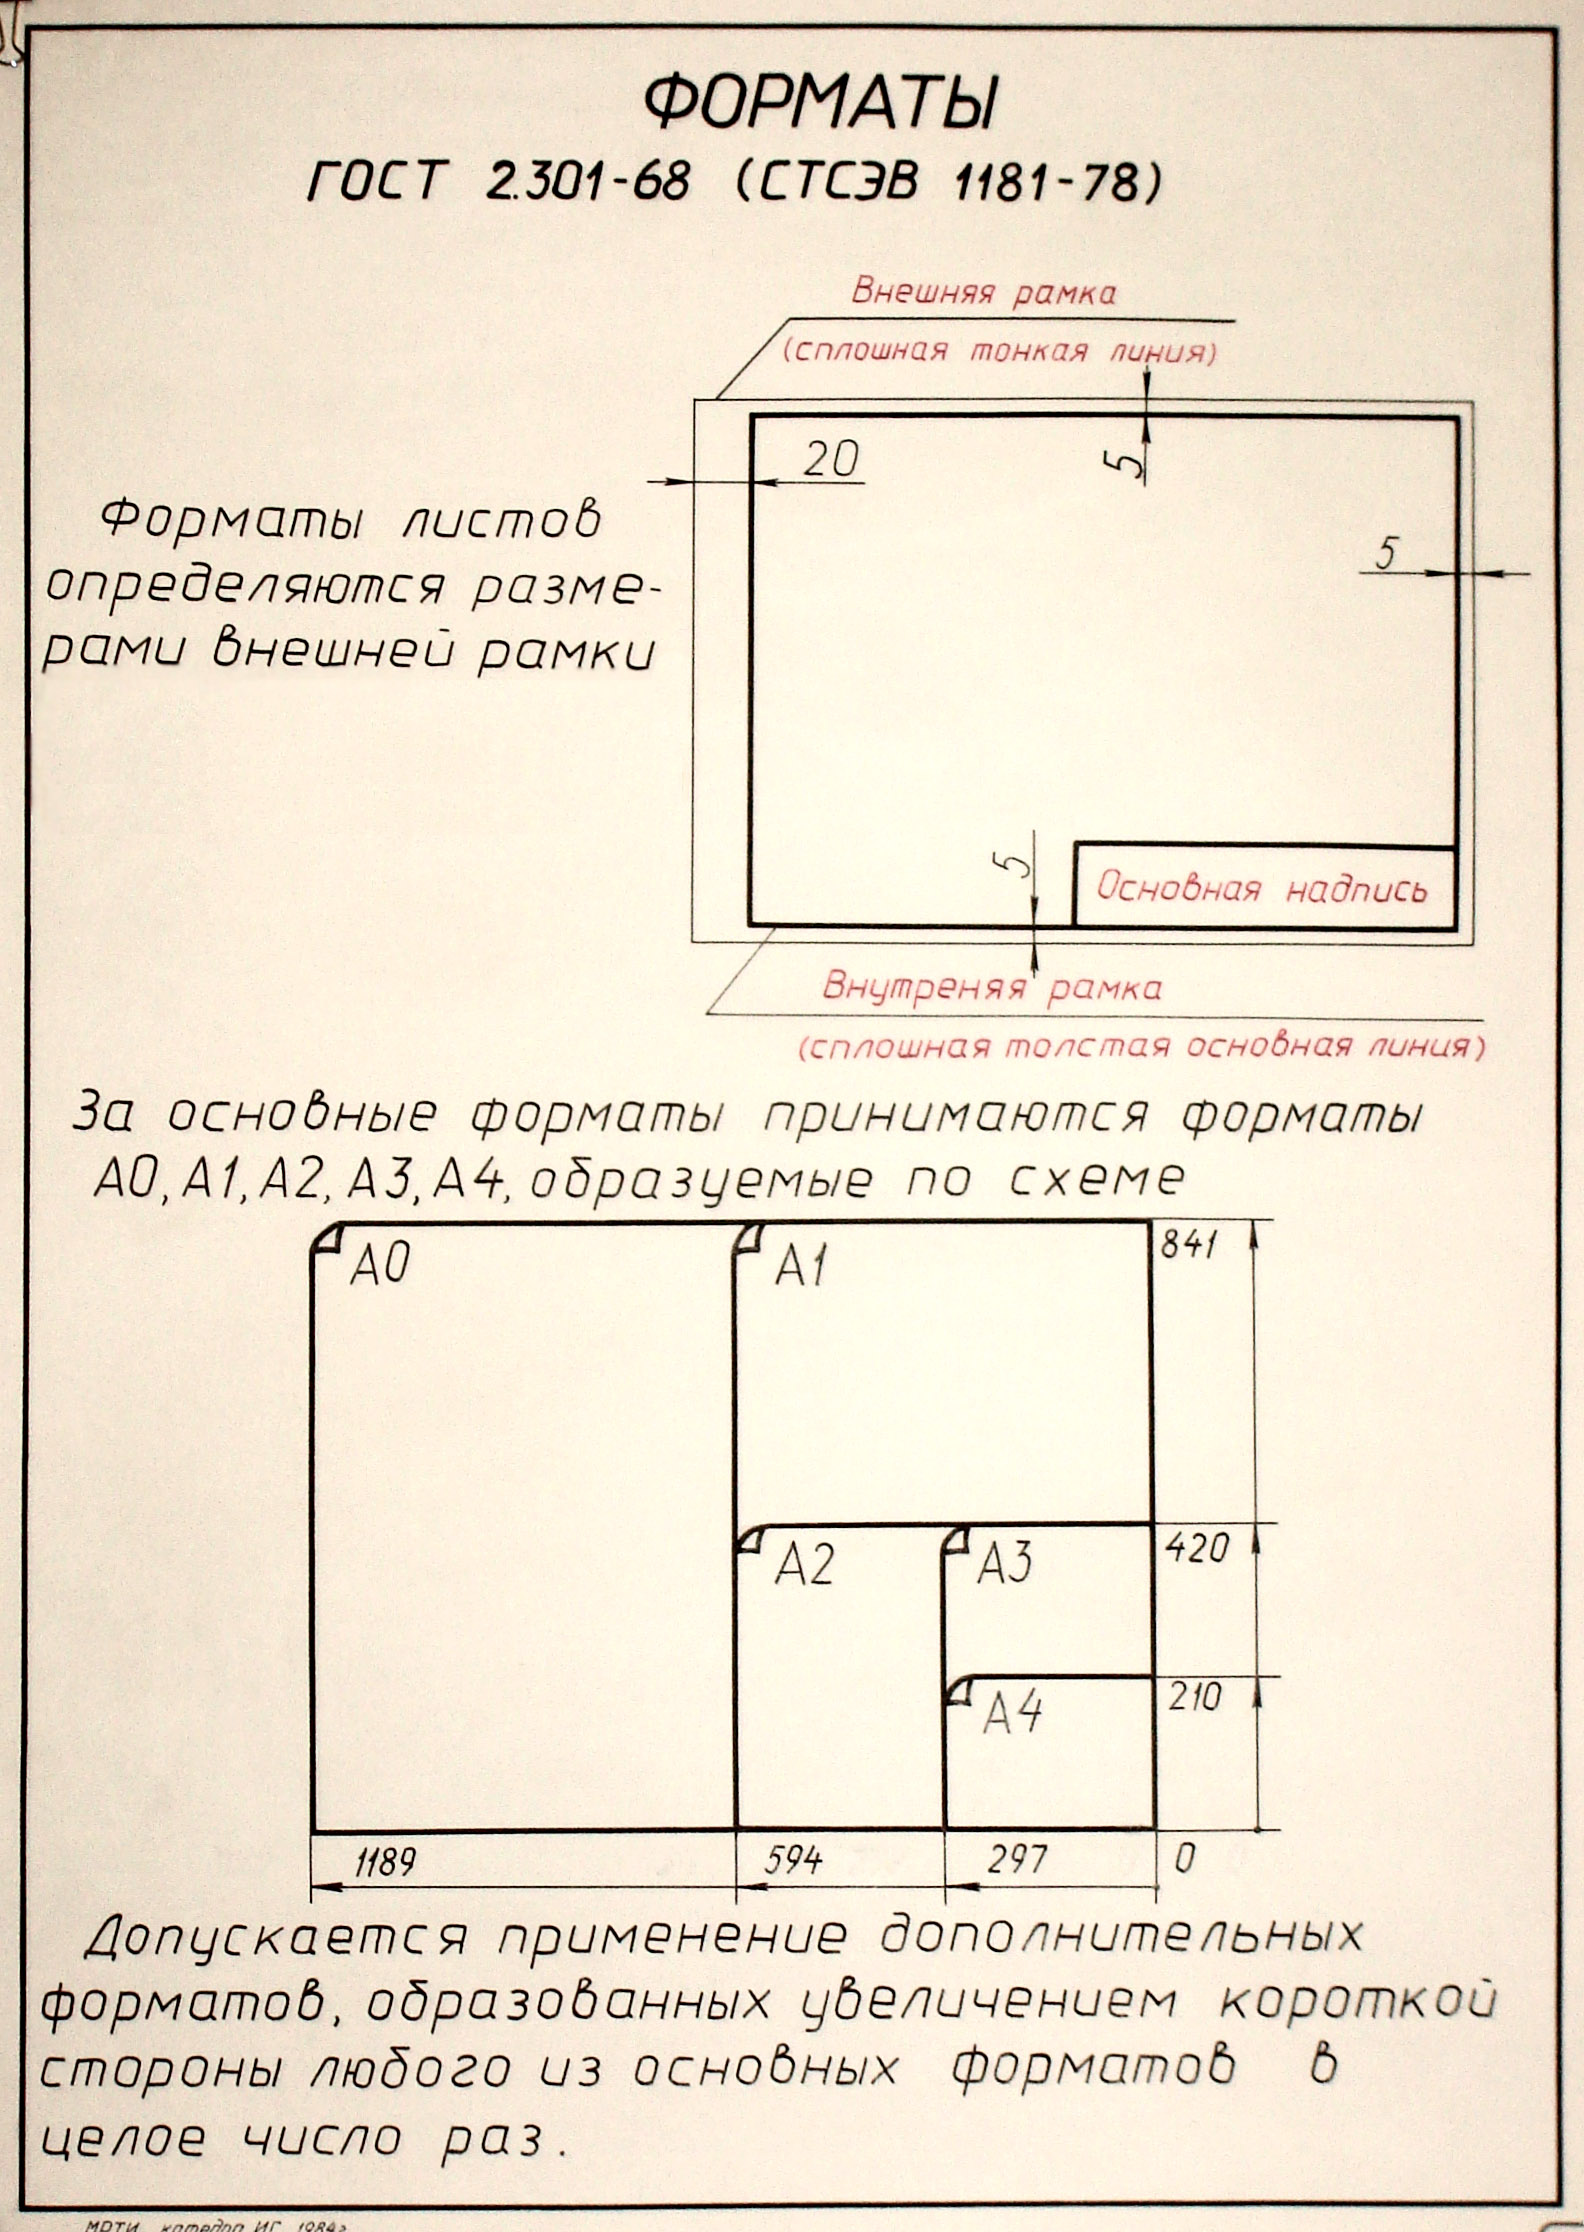 ФОРМАТЫ
ГОСТ 2.301-68 (СТСЭВ 1181-78)
Внешняя рамка
(сплошная тонкая линия)
20
5
5
Форматы листов
определяются разме-
рами внешней рамки
5
Основная надпись
Внутреняя рамка
(сплошная толстая основная линия)
За основные форматы принимаются форматы
А0, А1, А2, А3, А4, образуемые по схеме
А0
А1
841
А2
А3
420
А4
210
1189
594
297
0
Допускается применение дополнительных
форматов, образованных увеличением короткой
стороны любого из основных форматов в
целое число раз.
кафедра ИГ 1984г